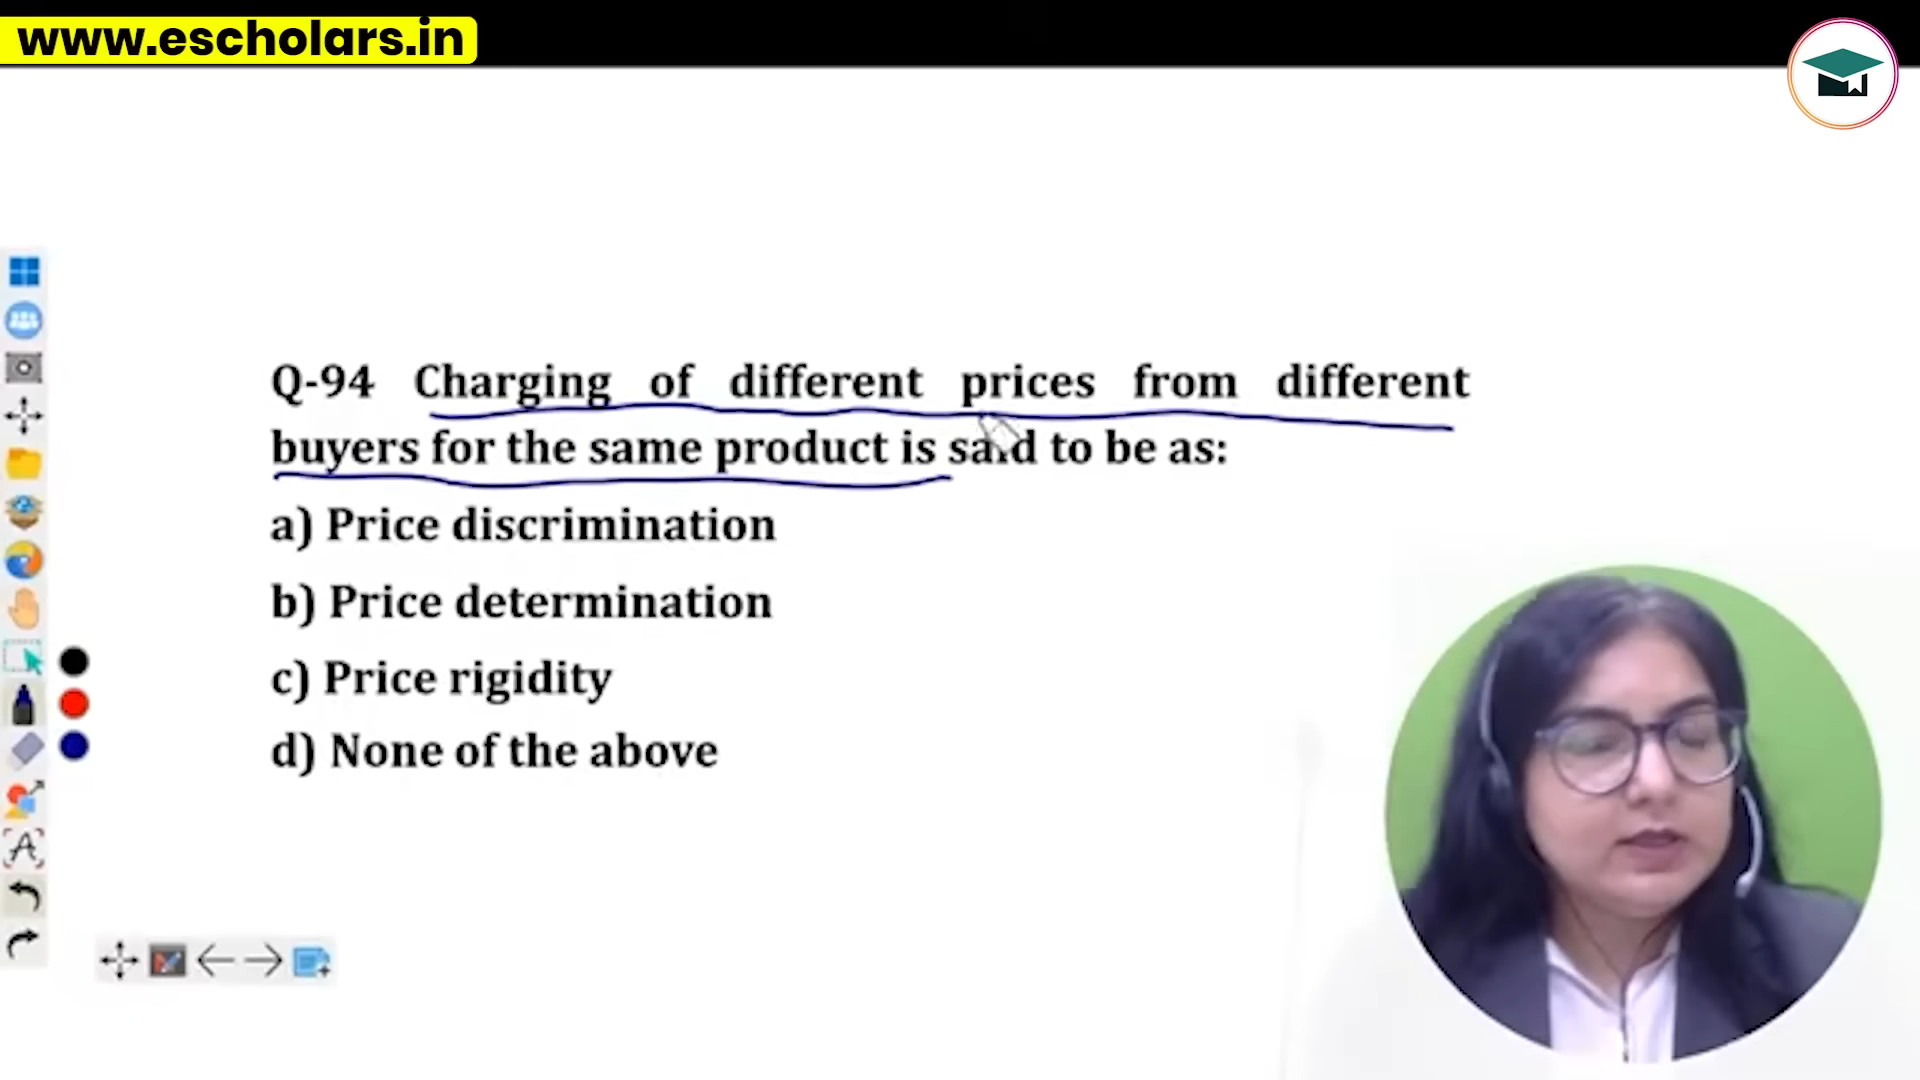 www.escholars.in
Q-94 Charging of different prices from different
buyers for the same product is said to be as:
a) Price discrimination
b) Price determination
c) Price rigidity
d) None of the above